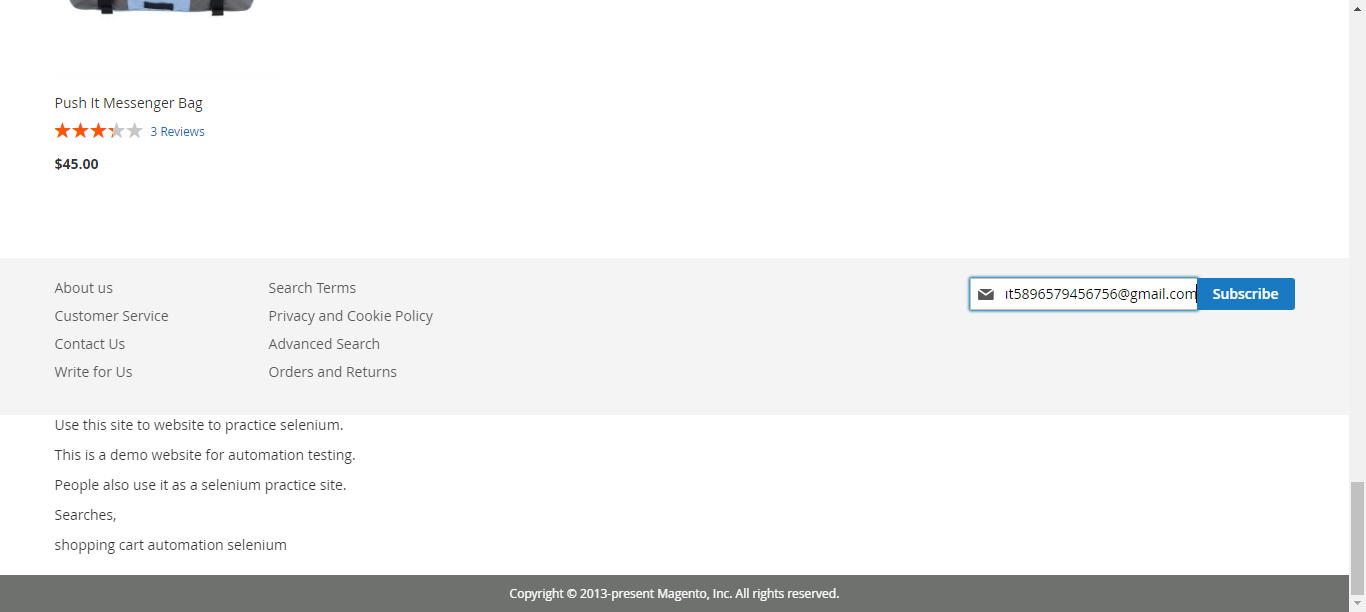 Push It Messenger Bag
3 Reviews
$45.00
About us
Customer Service
Contact Us
Write for Us
Search Terms
Privacy and Cookie Policy
Advanced Search
Orders and Returns
5896579456756@gmail.com
Subscribe
Use this site to website to practice selenium.
This is a demo website for automation testing.
People also use it as a selenium practice site.
Searches,
shopping cart automation selenium
Copyright © 2013-present Magento, Inc. All rights reserved.